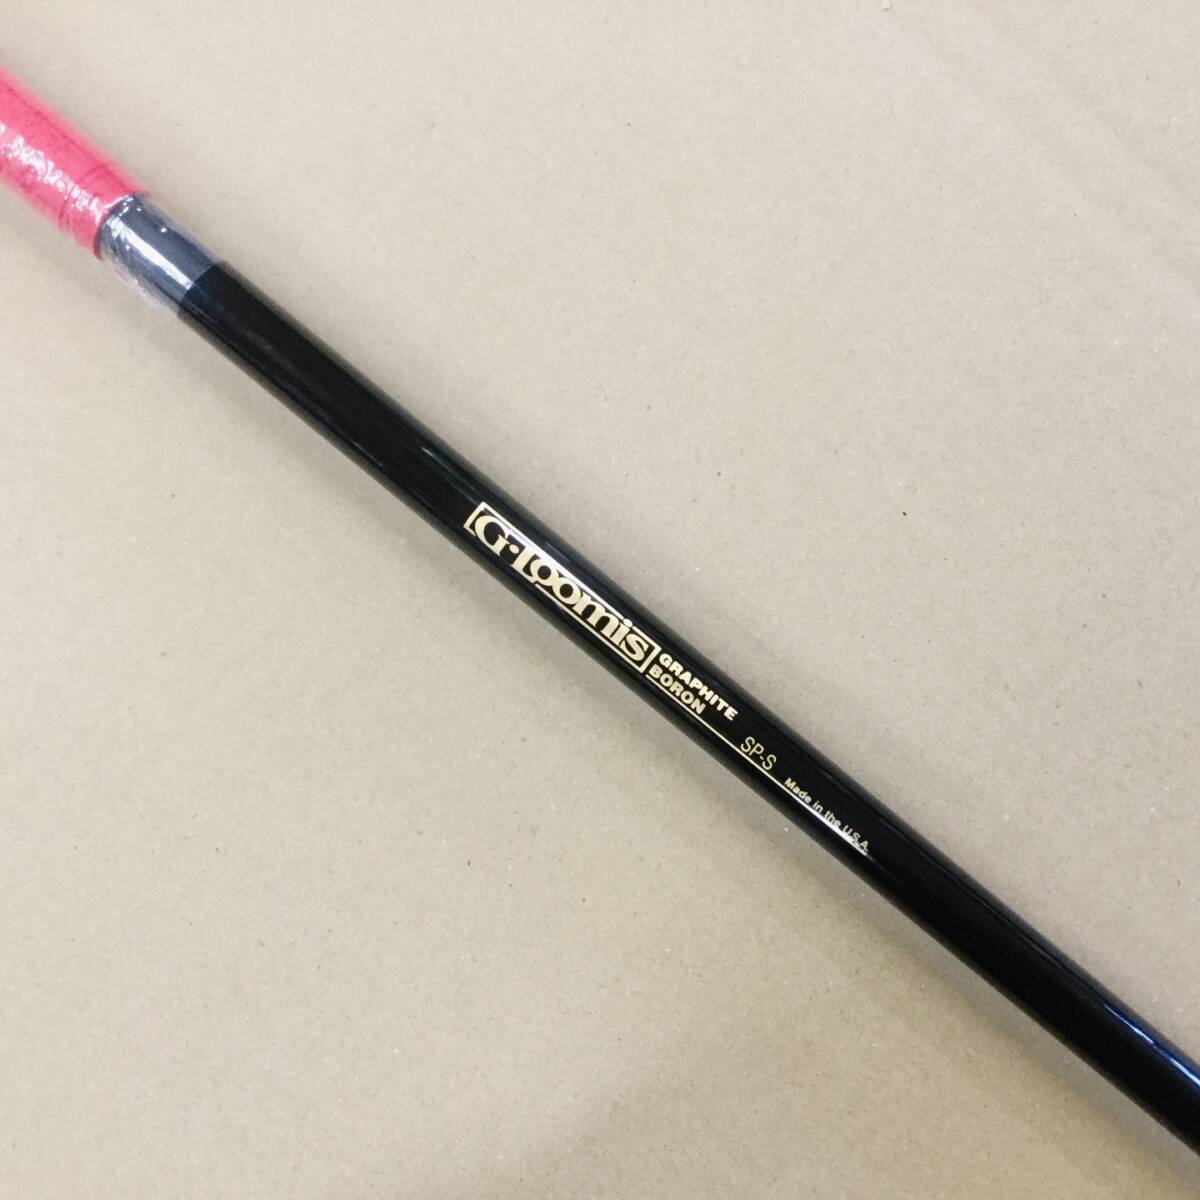 G·Loomis
GRAPHITE
BORON
SP-S
Made in the U.S.A.